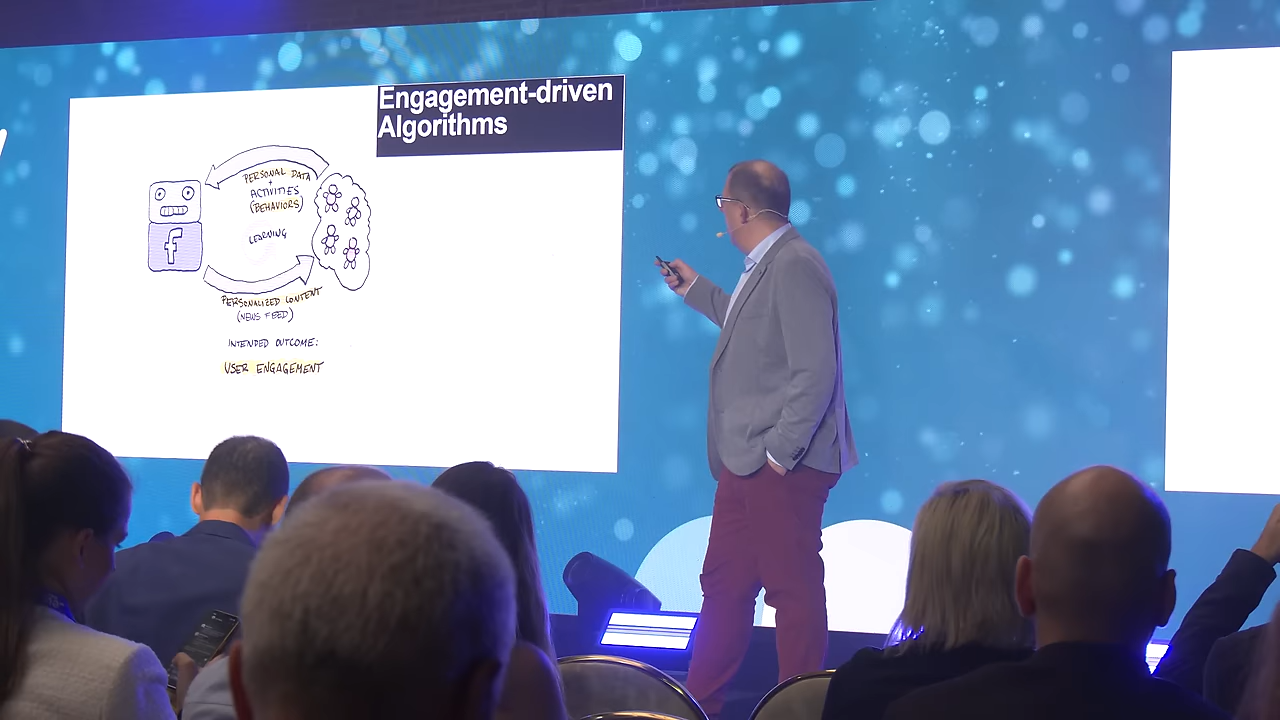 Engagement-driven
Algorithms
PERSONAL DATA
+
ACTIVITIES
(BEHAVIORS)
LEARNING
f
PERSONALIZED CONTENT
(NEWS FEED)
INTENDED OUTCOME:
USER ENGAGEMENT